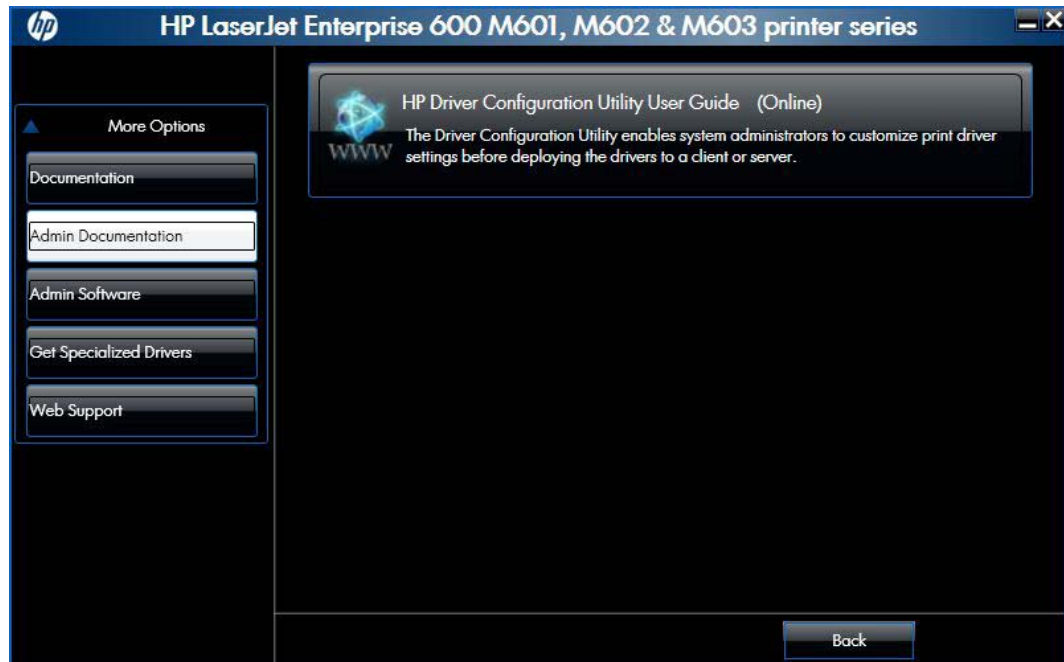 hp
HP LaserJet Enterprise 600 M601, M602 & M603 printer series
More Options
Documentation
Admin Documentation
Admin Software
Get Specialized Drivers
Web Support
WWW
HP Driver Configuration Utility User Guide (Online)
The Driver Configuration Utility enables system administrators to customize print driver
settings before deploying the drivers to a client or server.
Back